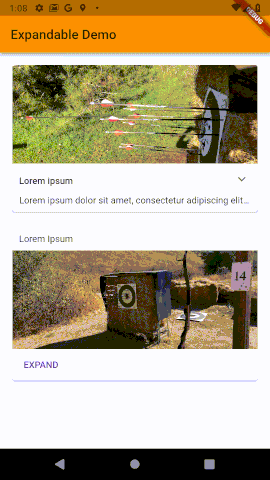 1:08
DEBUG
Expandable Demo
Lorem ipsum
Lorem ipsum dolor sit amet, consectetur adipiscing elit…
Lorem Ipsum
14
EXPAND